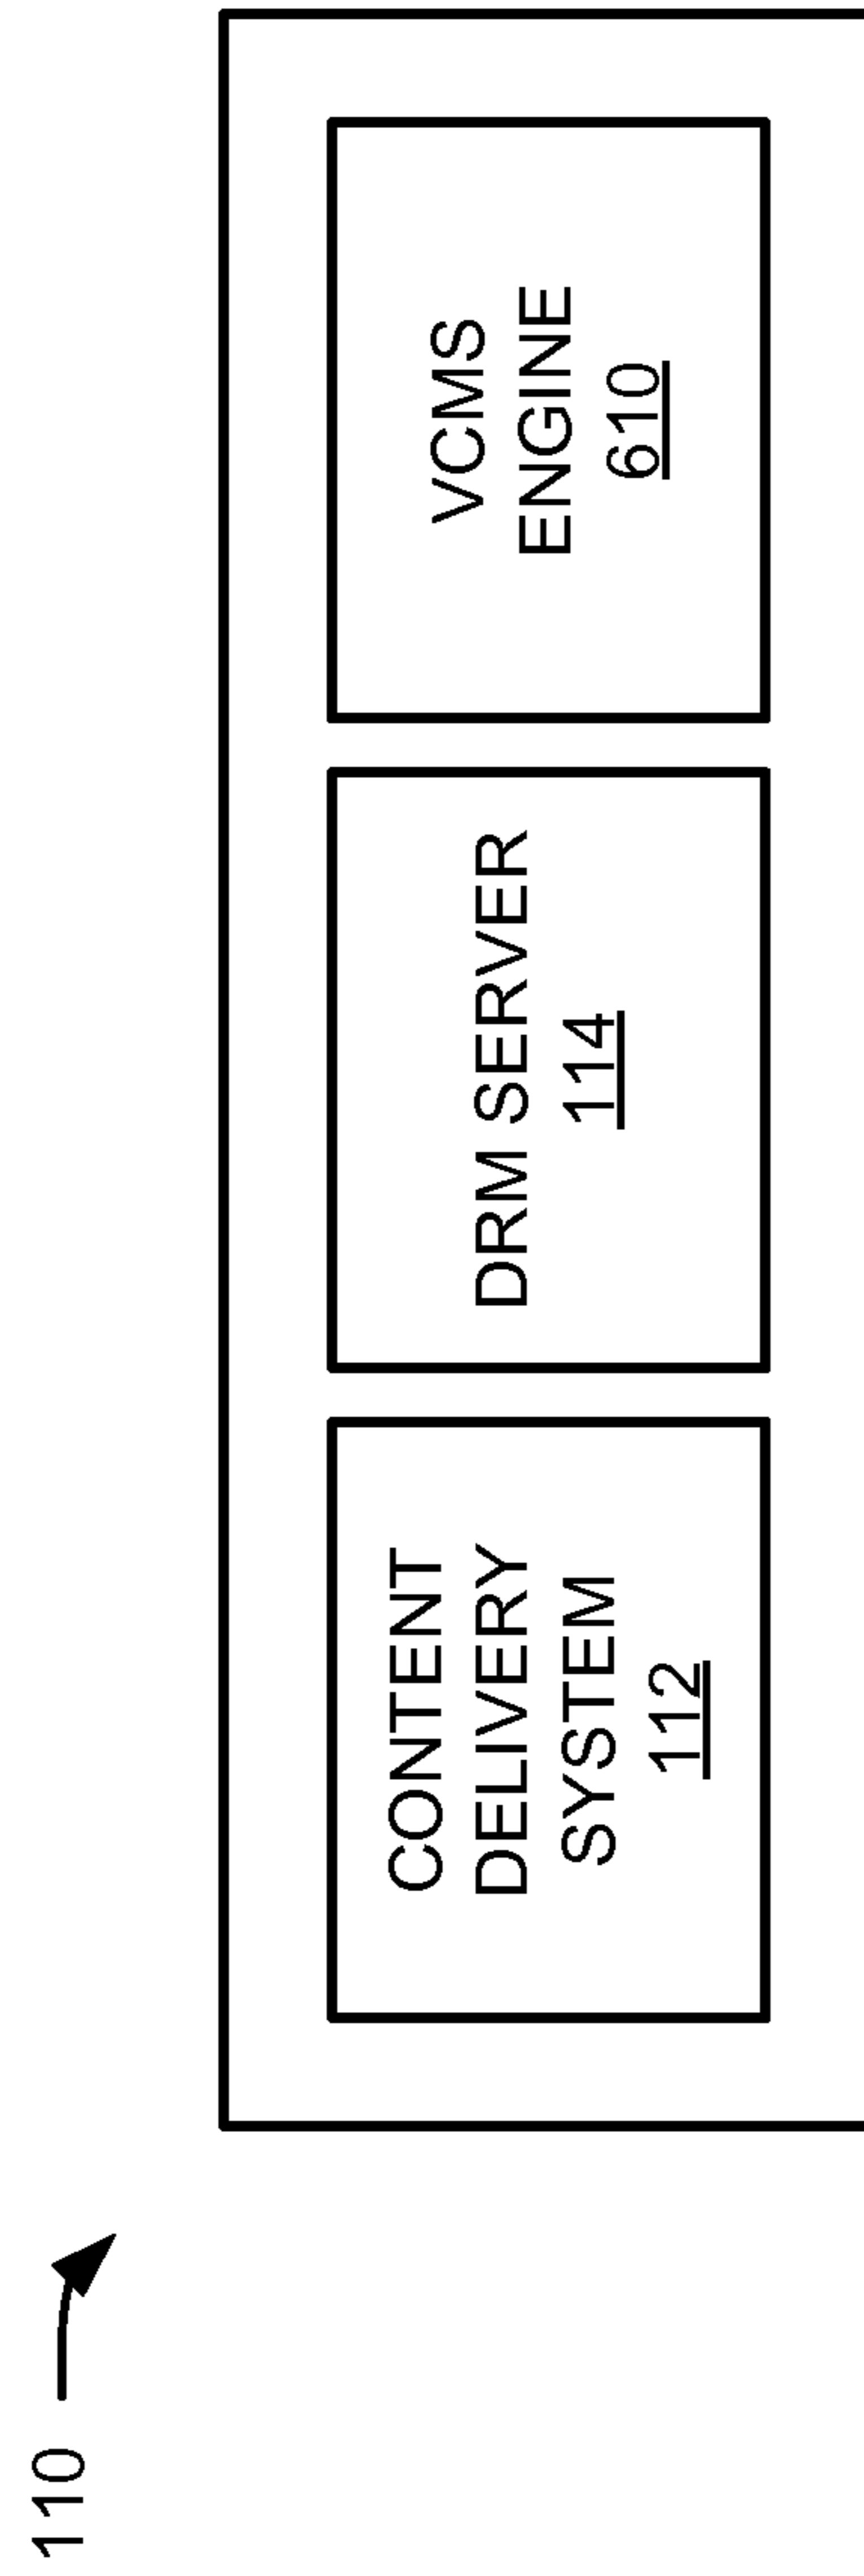 110
CONTENT
DELIVERY
SYSTEM
112
DRM SERVER
114
VCMS
ENGINE
610